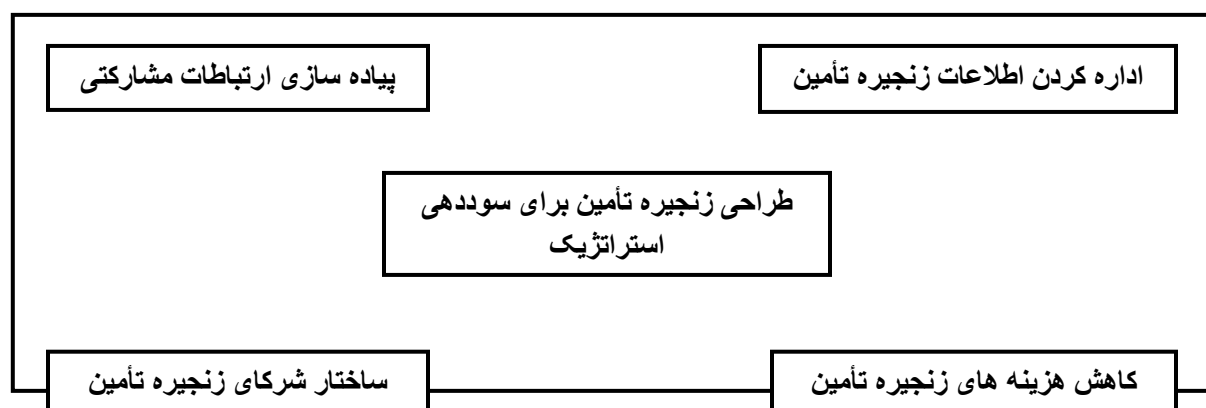 اداره کردن اطلاعات زنجیره تأمین
پیاده سازی ارتباطات مشارکتی
طراحی زنجیره تأمین برای سوددهی
استراتژیک
کاهش هزینه های زنجیره تأمین
ساختار شرکای زنجیره تأمین